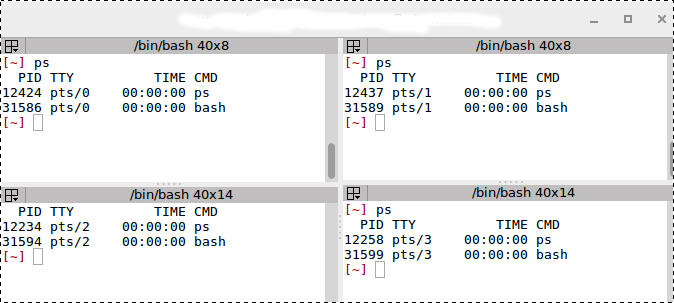 /bin/bash 40x8
[~] ps
  PID TTY          TIME CMD
12424 pts/0    00:00:00 ps
31586 pts/0    00:00:00 bash
[~]
/bin/bash 40x8
[~] ps
  PID TTY          TIME CMD
12437 pts/1    00:00:00 ps
31589 pts/1    00:00:00 bash
[~]
/bin/bash 40x14
  PID TTY          TIME CMD
12234 pts/2    00:00:00 ps
31594 pts/2    00:00:00 bash
[~]
/bin/bash 40x14
[~] ps
  PID TTY          TIME CMD
12258 pts/3    00:00:00 ps
31599 pts/3    00:00:00 bash
[~]